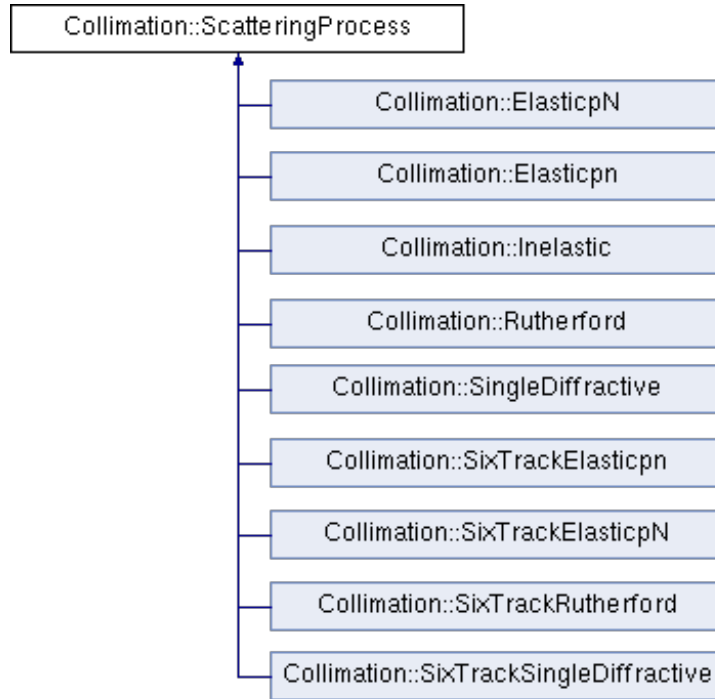 Collimation::ScatteringProcess
Collimation::ElasticpN
Collimation::Elasticpn
Collimation::Inelastic
Collimation::Rutherford
Collimation::SingleDiffractive
Collimation::SixTrackElasticpn
Collimation::SixTrackElasticpN
Collimation::SixTrackRutherford
Collimation::SixTrackSingleDiffractive